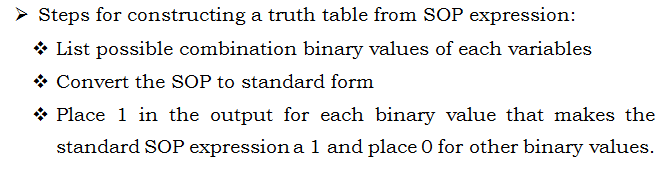 ➢ Steps for constructing a truth table from SOP expression:
❖ List possible combination binary values of each variables
❖ Convert the SOP to standard form
❖ Place 1 in the output for each binary value that makes the
standard SOP expression a 1 and place 0 for other binary values.